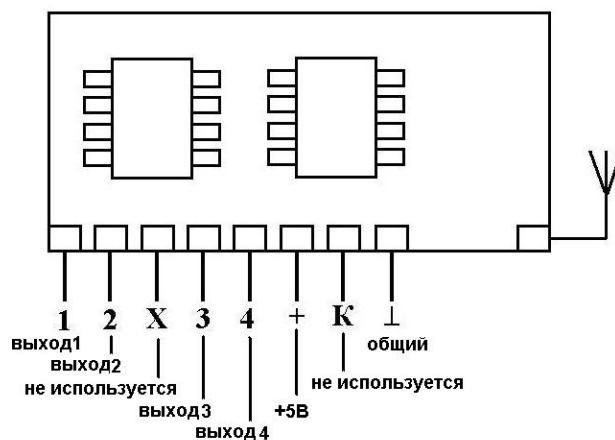 1 2 X 3 4 + К ⊥
выход1
общий
выход2
не используется
не используется
выход3
+5В
выход4